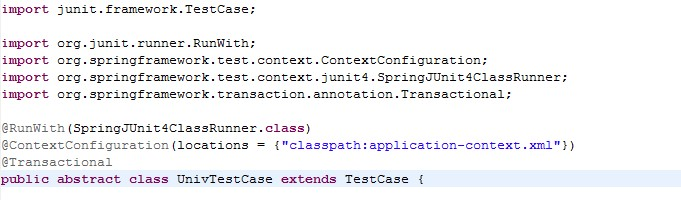 import junit.framework.TestCase;
import org.junit.runner.RunWith;
import org.springframework.test.context.ContextConfiguration;
import org.springframework.test.context.junit4.SpringJUnit4ClassRunner;
import org.springframework.transaction.annotation.Transactional;
@RunWith(SpringJUnit4ClassRunner.class)
@ContextConfiguration(locations = {"classpath:application-context.xml"})
@Transactional
public abstract class UnivTestCase extends TestCase {